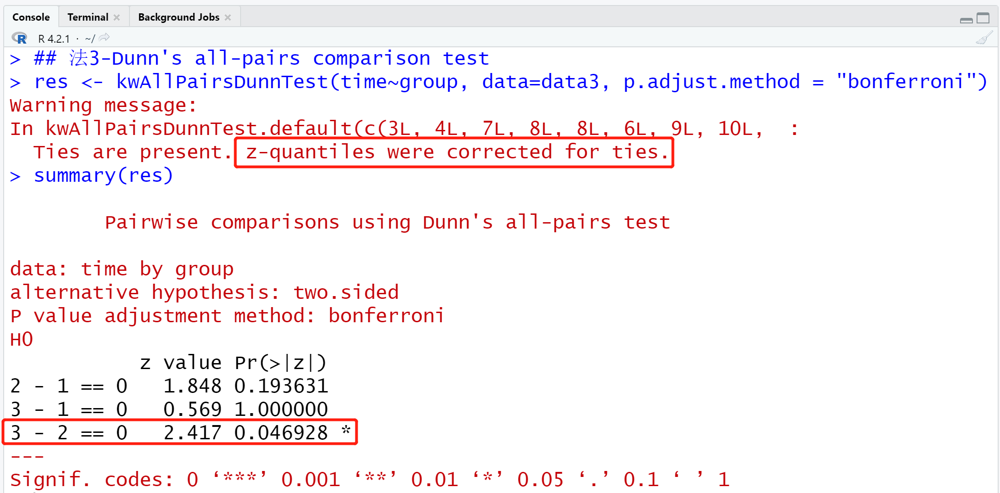 Console Terminal Background Jobs
R R 4.2.1 · ~/
> ## 法3-Dunn's all-pairs comparison test
> res <- kwAllPairsDunnTest(time~group, data=data3, p.adjust.method = "bonferroni")
Warning message:
In kwAllPairsDunnTest.default(c(3L, 4L, 7L, 8L, 8L, 6L, 9L, 10L,  :
  Ties are present. z-quantiles were corrected for ties.
> summary(res)
Pairwise comparisons using Dunn's all-pairs test
data: time by group
alternative hypothesis: two.sided
P value adjustment method: bonferroni
H0
z value Pr(>|z|)
2 - 1 == 0   1.848 0.193631
3 - 1 == 0   0.569 1.000000
3 - 2 == 0   2.417 0.046928 *
---
Signif. codes: 0 ‘***’ 0.001 ‘**’ 0.01 ‘*’ 0.05 ‘.’ 0.1 ‘ ’ 1